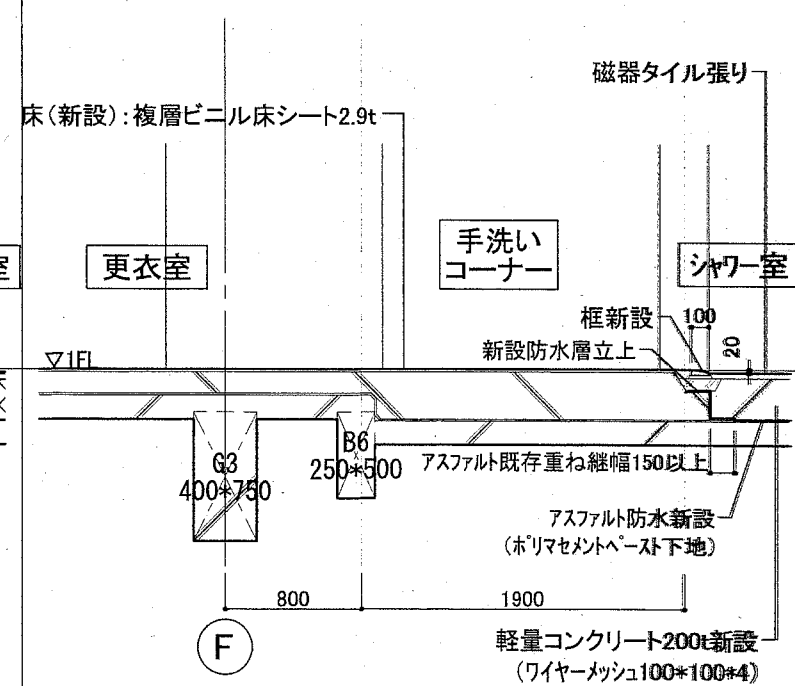 磁器タイル張り
床(新設):複層ビニル床シート2.9t
室
更衣室
手洗い
コーナー
シャワー室
框新設
100
新設防水層立上
20
▽1FL
G3
400*750
B6
250*500
アスファルト既存重ね継幅150以上
アスファルト防水新設
(ポリマセメントペースト下地)
800
1900
F
軽量コンクリート200t新設
(ワイヤーメッシュ100*100*4)